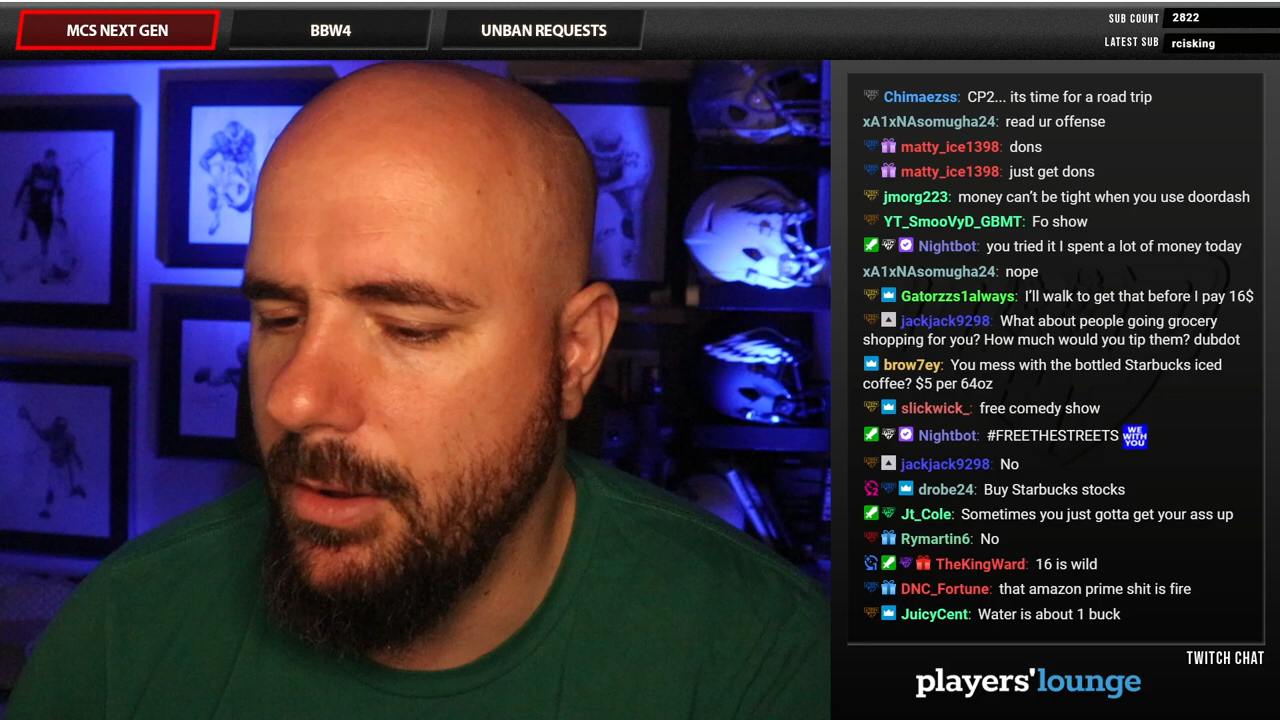 MCS NEXT GEN
BBW4
UNBAN REQUESTS
SUB COUNT 2822
LATEST SUB rcisking
Chimaezss: CP2... its time for a road trip
xA1xNAsomugha24: read ur offense
matty_ice1398: dons
matty_ice1398: just get dons
jmorg223: money can't be tight when you use doordash
YT_SmooVyD_GBMT: Fo show
Nightbot: you tried it I spent a lot of money today
xA1xNAsomugha24: nope
Gatorzzs1always: I'll walk to get that before I pay 16$
jackjack9298: What about people going grocery
shopping for you? How much would you tip them? dubdot
brow7ey: You mess with the bottled Starbucks iced
coffee? $5 per 64oz
slickwick_: free comedy show
Nightbot: #FREETHESTREETS WE WITH YOU
jackjack9298: No
drobe24: Buy Starbucks stocks
Jt_Cole: Sometimes you just gotta get your ass up
Rymartin6: No
TheKingWard: 16 is wild
DNC_Fortune: that amazon prime shit is fire
JuicyCent: Water is about 1 buck
TWITCH CHAT
players'lounge